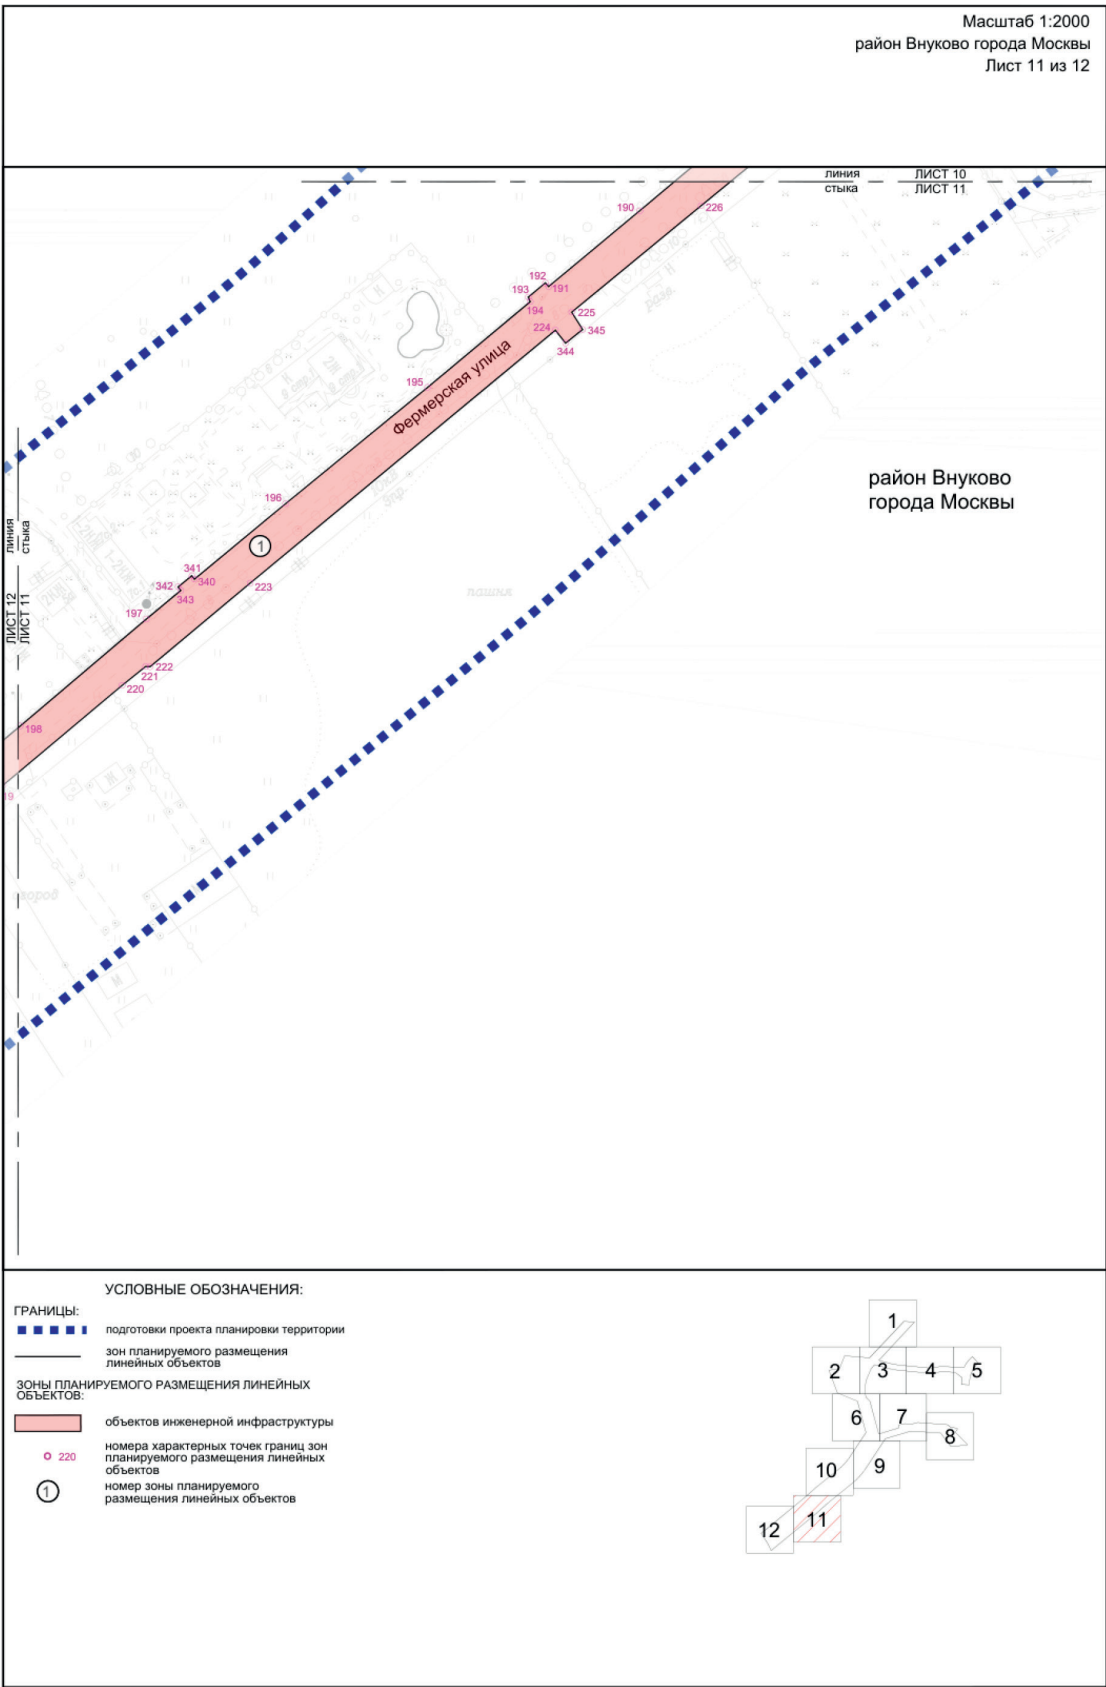 Масштаб 1:2000
район Внуково города Москвы
Лист 11 из 12
линия
стыка
ЛИСТ 10
ЛИСТ 11
190
226
192
193
191
194
225
224
345
344
разв.
195
Фермерская улица
район Внуково
города Москвы
196
1
линия
стыка
ЛИСТ 12
ЛИСТ 11
341
342
340
343
223
197
пашня
222
221
220
198
19
огород
УСЛОВНЫЕ ОБОЗНАЧЕНИЯ:
ГРАНИЦЫ:
подготовки проекта планировки территории
зон планируемого размещения
линейных объектов
ЗОНЫ ПЛАНИРУЕМОГО РАЗМЕЩЕНИЯ ЛИНЕЙНЫХ
ОБЪЕКТОВ:
объектов инженерной инфраструктуры
220
номера характерных точек границ зон
планируемого размещения линейных
объектов
1
номер зоны планируемого
размещения линейных объектов
1
2 3 4 5
6 7
8
10 9
12 11